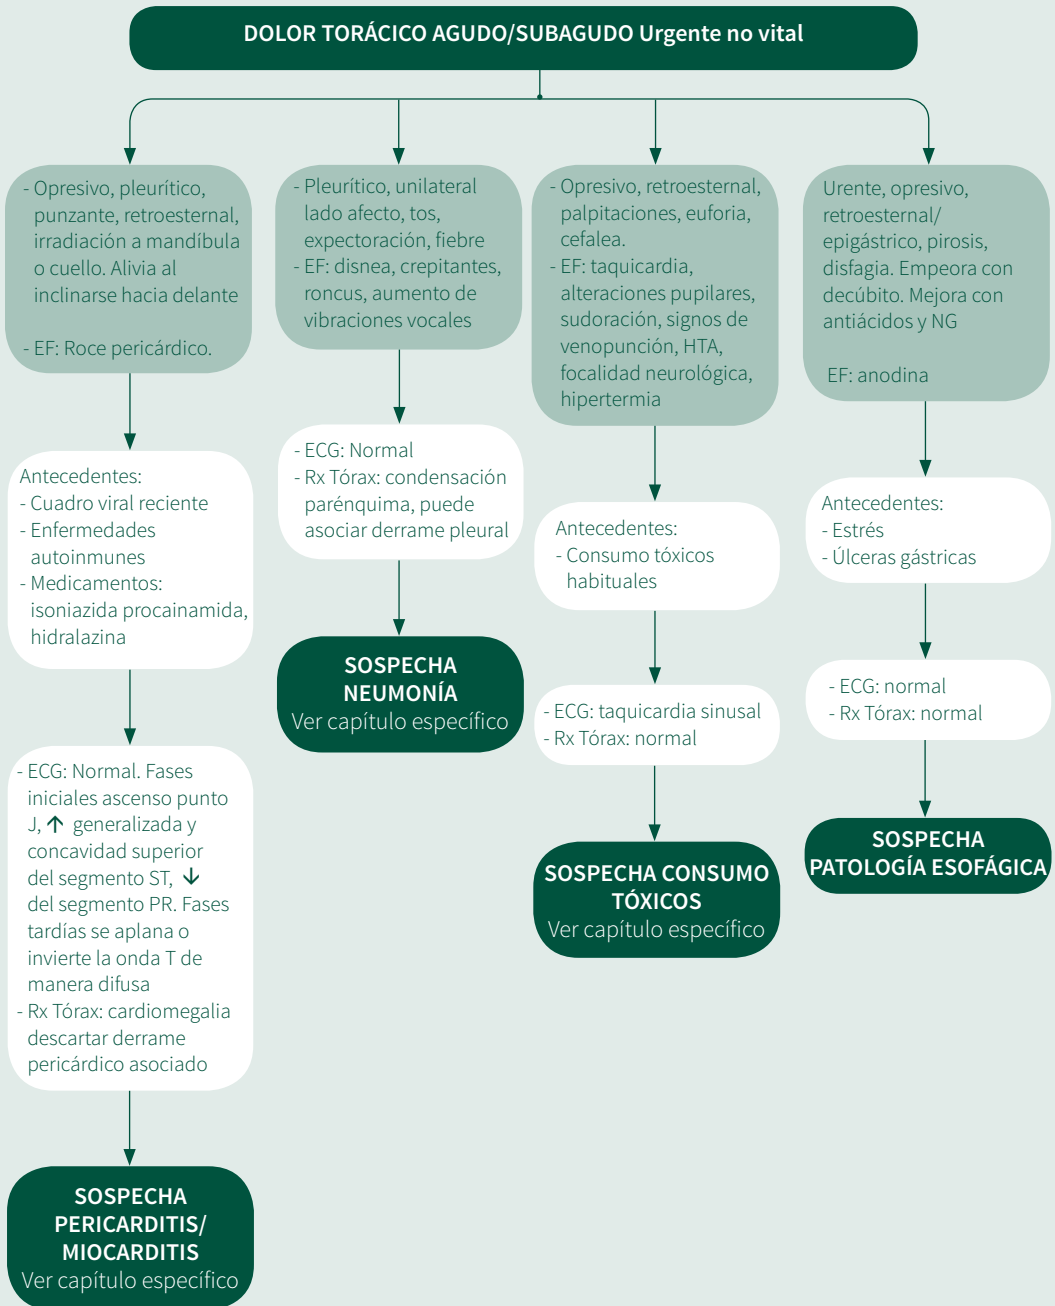 DOLOR TORÁCICO AGUDO/SUBAGUDO Urgente no vital
- Opresivo, pleurítico,
punzante, retroesternal,
irradiación a mandíbula
o cuello. Alivia al
inclinarse hacia delante
- EF: Roce pericárdico.
Antecedentes:
- Cuadro viral reciente
- Enfermedades
autoinmunes
- Medicamentos:
isoniazida procainamida,
hidralazina
- ECG: Normal. Fases
iniciales ascenso punto
J, ↑ generalizada y
concavidad superior
del segmento ST, ↓
del segmento PR. Fases
tardías se aplana o
invierte la onda T de
manera difusa
- Rx Tórax: cardiomegalia
descartar derrame
pericárdico asociado
SOSPECHA
PERICARDITIS/
MIOCARDITIS
Ver capítulo específico
- Pleurítico, unilateral
lado afecto, tos,
expectoración, fiebre
- EF: disnea, crepitantes,
roncus, aumento de
vibraciones vocales
- ECG: Normal
- Rx Tórax: condensación
parénquima, puede
asociar derrame pleural
SOSPECHA
NEUMONÍA
Ver capítulo específico
- Opresivo, retroesternal,
palpitaciones, euforia,
cefalea.
- EF: taquicardia,
alteraciones pupilares,
sudoración, signos de
venopunción, HTA,
focalidad neurológica,
hipertermia
Antecedentes:
- Consumo tóxicos
habituales
- ECG: taquicardia sinusal
- Rx Tórax: normal
SOSPECHA CONSUMO
TÓXICOS
Ver capítulo específico
Urente, opresivo,
retroesternal/
epigástrico, pirosis,
disfagia. Empeora con
decúbito. Mejora con
antiácidos y NG
EF: anodina
Antecedentes:
- Estrés
- Úlceras gástricas
- ECG: normal
- Rx Tórax: normal
SOSPECHA
PATOLOGÍA ESOFÁGICA